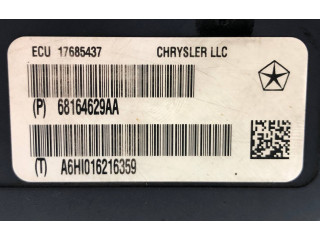 ECU 17685437 CHRYSLER LLC
(P) 68164629AA
(T) A6HI016216359